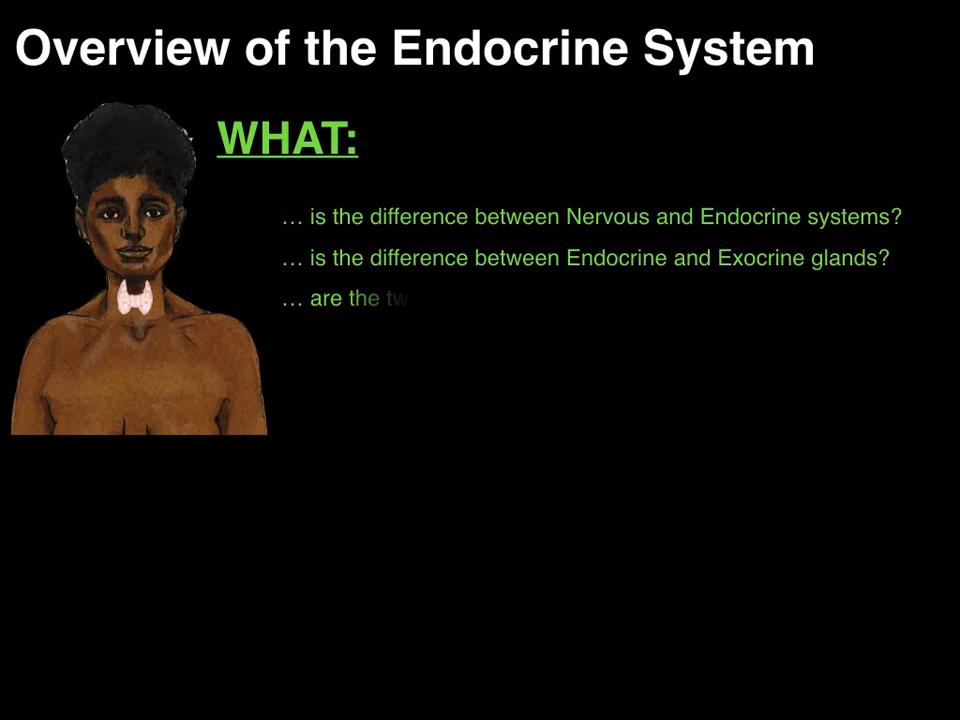 Overview of the Endocrine System
WHAT:
… is the difference between Nervous and Endocrine systems?
… is the difference between Endocrine and Exocrine glands?
… are the